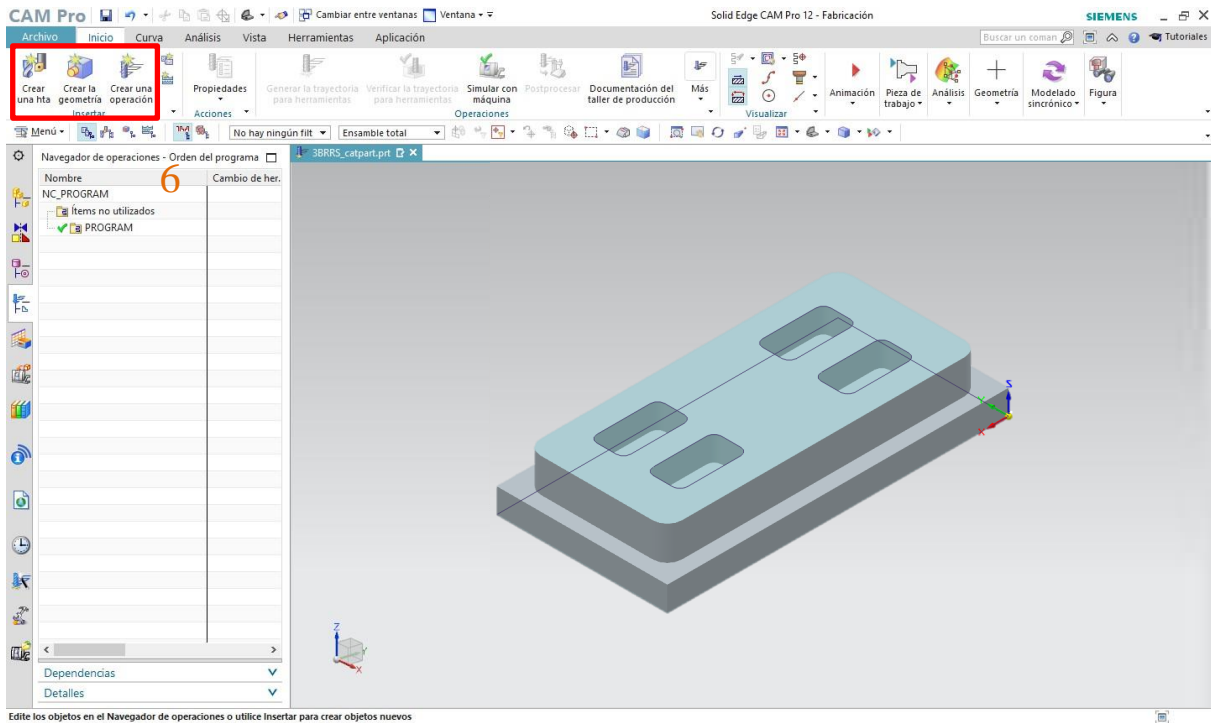 CAM Pro Cambiar entre ventanas Ventana Solid Edge CAM Pro 12 - Fabricación SIEMENS
Archivo Inicio Curva Análisis Vista Herramientas Aplicación Buscar un coman Tutoriales
Crear una hta
Crear la geometría
Crear una operación
Insertar
Propiedades
Acciones
Generar la trayectoria para herramientas
Verificar la trayectoria para herramientas
Simular con máquina
Postprocesar
Documentación del taller de producción
Más
Operaciones
Visualizar
Animación
Pieza de trabajo
Análisis
Geometría
Modelado sincrónico
Figura
Menú No hay ningún filt Ensamble total
Navegador de operaciones - Orden del programa
3BRRS_catpart.prt
6
Nombre Cambio de her.
NC_PROGRAM
Ítems no utilizados
PROGRAM
Z
Y
X
X
Dependencias
Detalles
Edite los objetos en el Navegador de operaciones o utilice Insertar para crear objetos nuevos